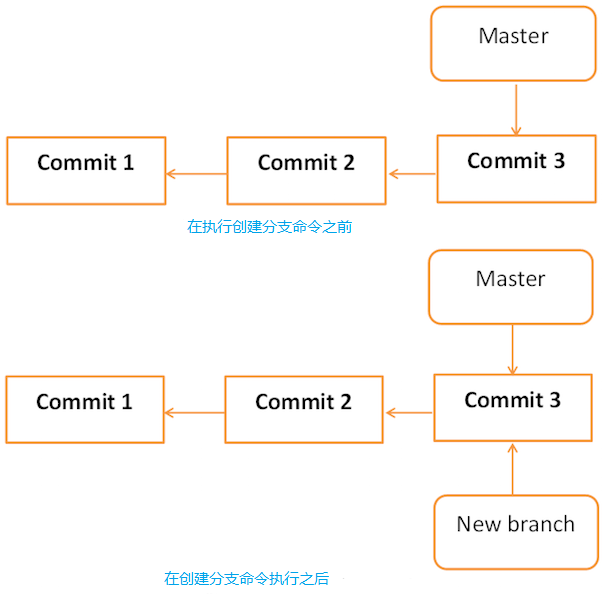 Master
Commit 1
Commit 2
Commit 3
在执行创建分支命令之前
Master
Commit 1
Commit 2
Commit 3
New branch
在创建分支命令执行之后